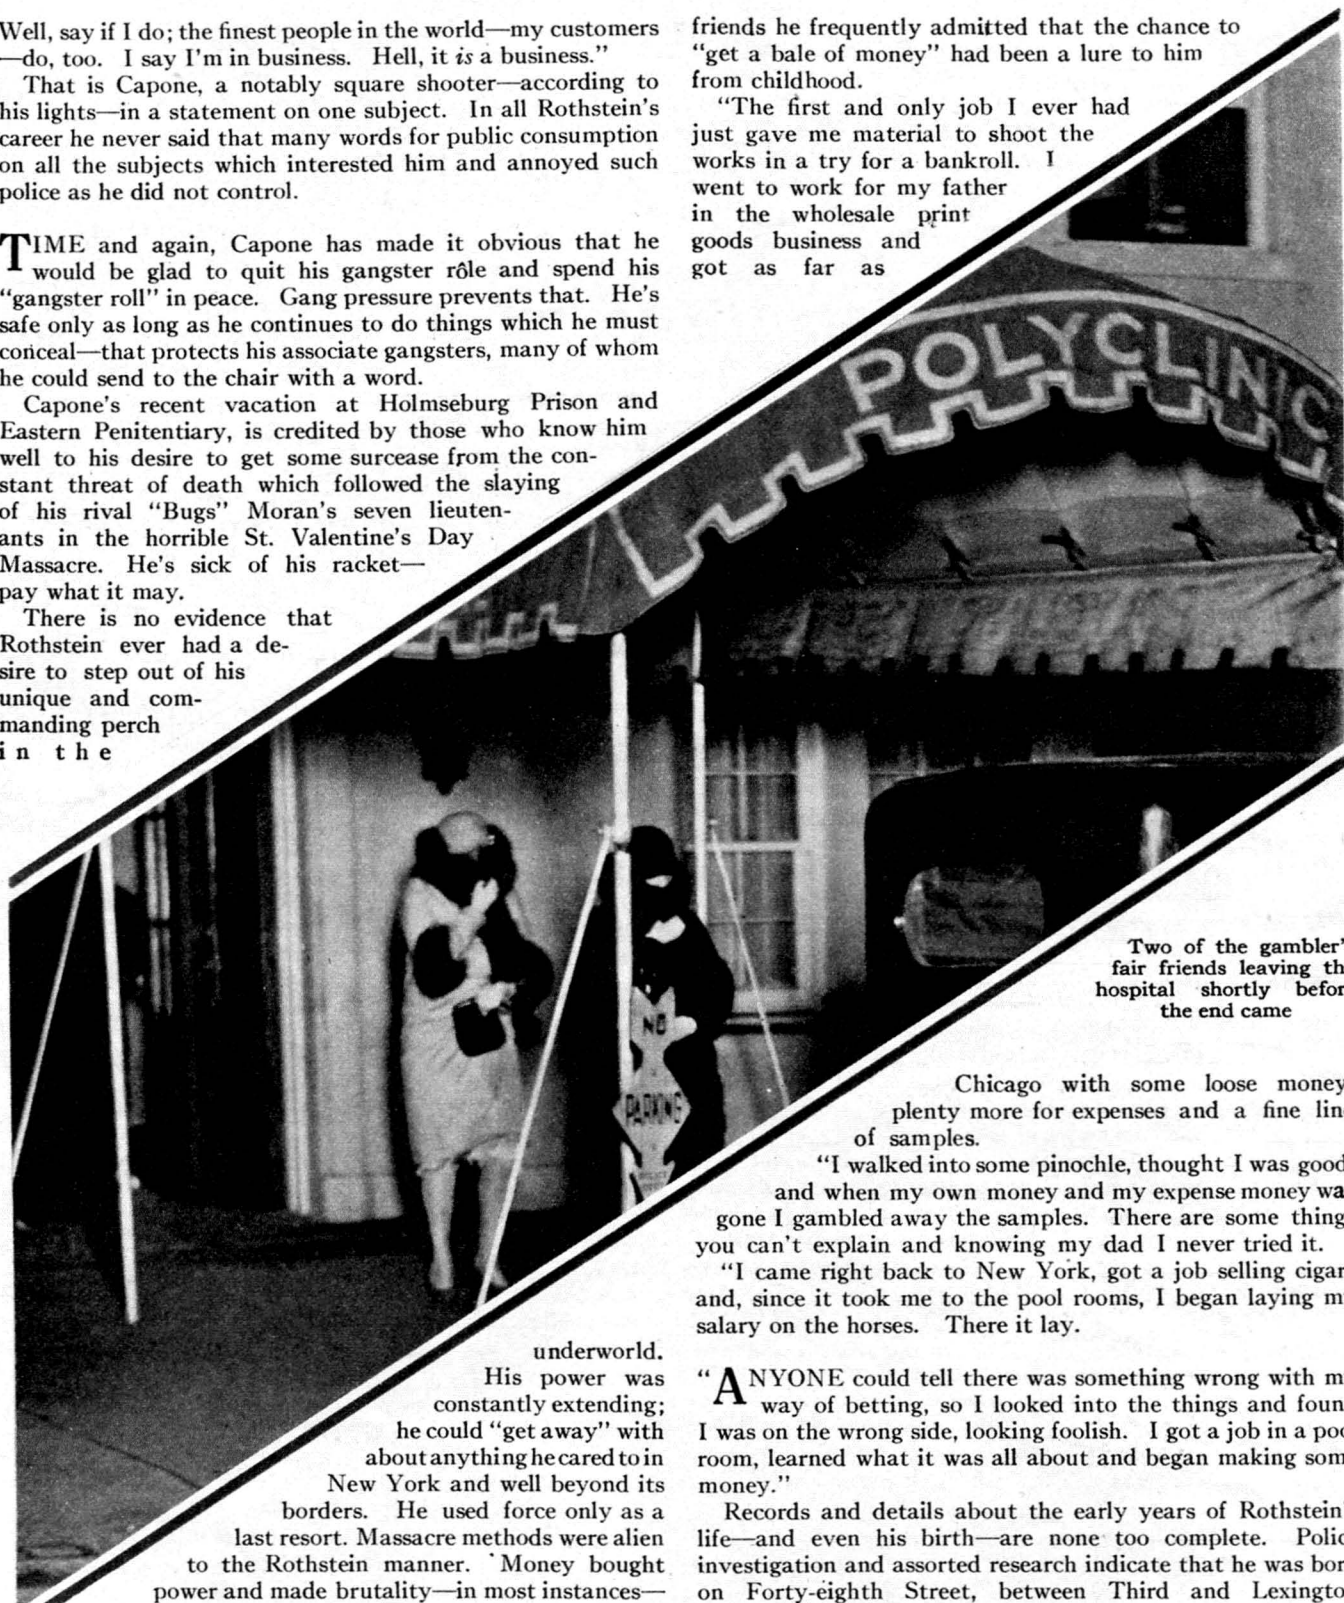 Well, say if I do; the finest people in the world—my customers
—do, too. I say I'm in business. Hell, it is a business."
That is Capone, a notably square shooter—according to
his lights—in a statement on one subject. In all Rothstein's
career he never said that many words for public consumption
on all the subjects which interested him and annoyed such
police as he did not control.
TIME and again, Capone has made it obvious that he
would be glad to quit his gangster rôle and spend his
"gangster roll" in peace. Gang pressure prevents that. He's
safe only as long as he continues to do things which he must
conceal—that protects his associate gangsters, many of whom
he could send to the chair with a word.
Capone's recent vacation at Holmseburg Prison and
Eastern Penitentiary, is credited by those who know him
well to his desire to get some surcease from the con-
stant threat of death which followed the slaying
of his rival "Bugs" Moran's seven lieuten-
ants in the horrible St. Valentine's Day
Massacre. He's sick of his racket—
pay what it may.
There is no evidence that
Rothstein ever had a de-
sire to step out of his
unique and com-
manding perch
in the
underworld.
His power was
constantly extending;
he could "get away" with
about anything he cared to in
New York and well beyond its
borders. He used force only as a
last resort. Massacre methods were alien
to the Rothstein manner. Money bought
power and made brutality—in most instances—
friends he frequently admitted that the chance to
"get a bale of money" had been a lure to him
from childhood.
"The first and only job I ever had
just gave me material to shoot the
works in a try for a bankroll. I
went to work for my father
in the wholesale print
goods business and
got as far as
POLYCLINIC
NO
PARKING
Two of the gambler'
fair friends leaving th
hospital shortly befor
the end came
Chicago with some loose money
plenty more for expenses and a fine lin
of samples.
"I walked into some pinochle, thought I was good
and when my own money and my expense money wa
gone I gambled away the samples. There are some thing
you can't explain and knowing my dad I never tried it.
"I came right back to New York, got a job selling cigar
and, since it took me to the pool rooms, I began laying m
salary on the horses. There it lay.
"ANYONE could tell there was something wrong with m
way of betting, so I looked into the things and foun
I was on the wrong side, looking foolish. I got a job in a poo
room, learned what it was all about and began making som
money."
Records and details about the early years of Rothstein
life—and even his birth—are none too complete. Polic
investigation and assorted research indicate that he was bor
on Forty-eighth Street, between Third and Lexingto